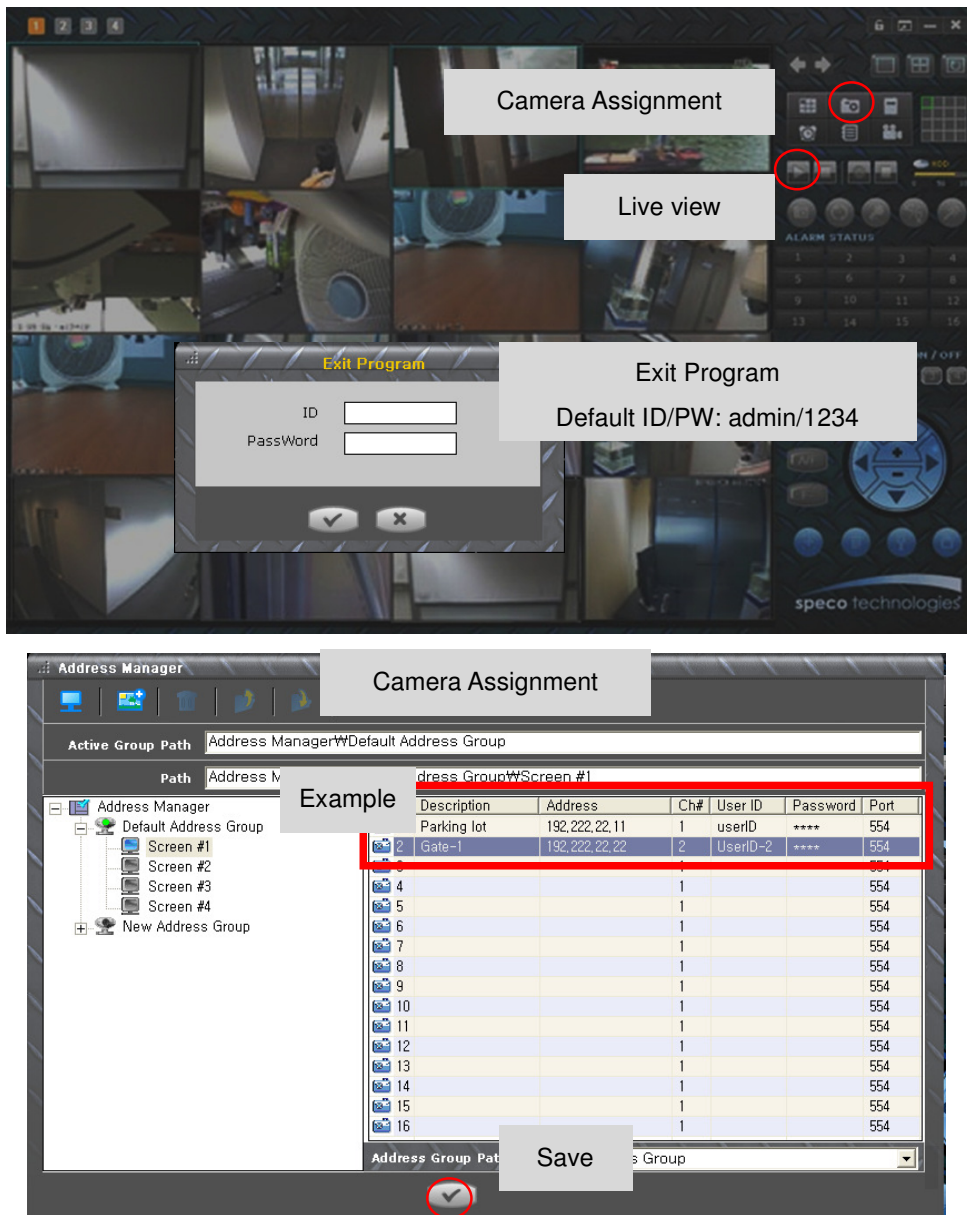 1 2 3 4
Camera Assignment
HDD
Live view
ALARM STATUS
1 2 3 4
5 6 7 8
9 10 11 12
13 14 15 16
N / OFF
Exit Program
ID
PassWord
Exit Program
Default ID/PW: admin/1234
speco technologies
Address Manager
Camera Assignment
Active Group Path Address Manager₩Default Address Group
Path Address M dress Group₩Screen #1
Example
Address Manager
Default Address Group
Screen #1
Screen #2
Screen #3
Screen #4
New Address Group
Description Address Ch# User ID Password Port
Parking lot 192,222,22,11 1 userID **** 554
2 Gate-1 192,222,22,22 2 UserID-2 **** 554
4 1 554
5 1 554
6 1 554
7 1 554
8 1 554
9 1 554
10 1 554
11 1 554
12 1 554
13 1 554
14 1 554
15 1 554
16 1 554
Address Group Pat s Group
Save